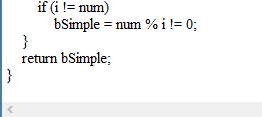 if (i != num)
bSimple = num % i != 0;
}
return bSimple;
}